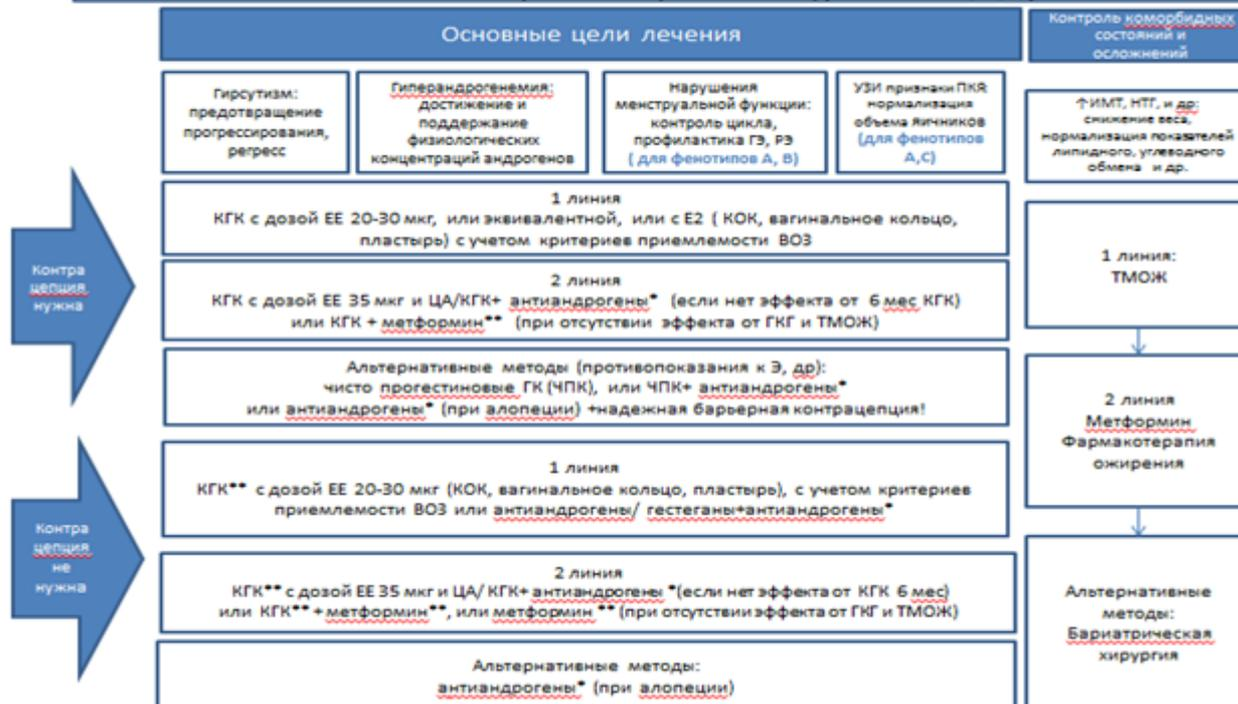 Основные цели лечения
Контроль коморбидных
состояний и
осложнений
Гирсутизм:
предотвращение
прогрессирования,
регресс
Гиперандрогенемия:
достижение и
поддержание
физиологических
концентраций андрогенов
Нарушения
менструальной функции:
контроль цикла,
профилактика ГЭ, РЭ
( для фенотипов А, В)
УЗИ признаки ПКЯ:
нормализация
объема яичников
(для фенотипов
А,С)
↑ИМТ, НТГ, и др:
снижение веса,
нормализация показателей
липидного, углеводного
обмена и др.
Контра
цепция
нужна
1 линия
КГК с дозой ЕЕ 20-30 мкг, или эквивалентной, или с Е2 ( КОК, вагинальное кольцо,
пластырь) с учетом критериев приемлемости ВОЗ
2 линия
КГК с дозой ЕЕ 35 мкг и ЦА/КГК+ антиандрогены* (если нет эффекта от 6 мес КГК)
или КГК + метформин** (при отсутствии эффекта от ГКГ и ТМОЖ)
Альтернативные методы (противопоказания к Э, др):
чисто прогестиновые ГК (ЧПК), или ЧПК+ антиандрогены*
или антиандрогены* (при алопеции) +надежная барьерная контрацепция!
Контра
цепция
не
нужна
1 линия
КГК** с дозой ЕЕ 20-30 мкг (КОК, вагинальное кольцо, пластырь), с учетом критериев
приемлемости ВОЗ или антиандрогены/ гестагены+антиандрогены*
2 линия
КГК** с дозой ЕЕ 35 мкг и ЦА/ КГК+ антиандрогены *(если нет эффекта от КГК 6 мес)
или КГК** +метформин**, или метформин ** (при отсутствии эффекта от ГКГ и ТМОЖ)
Альтернативные методы:
антиандрогены* (при алопеции)
1 линия:
ТМОЖ
2 линия
Метформин
Фармакотерапия
ожирения
Альтернативные
методы:
Бариатрическая
хирургия